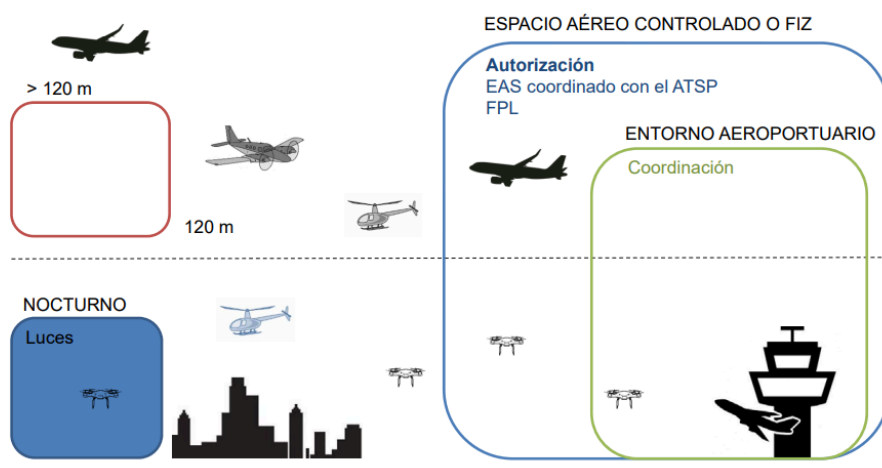 ESPACIO AÉREO CONTROLADO O FIZ
Autorización
EAS coordinado con el ATSP
FPL
> 120 m
ENTORNO AEROPORTUARIO
Coordinación
120 m
NOCTURNO
Luces